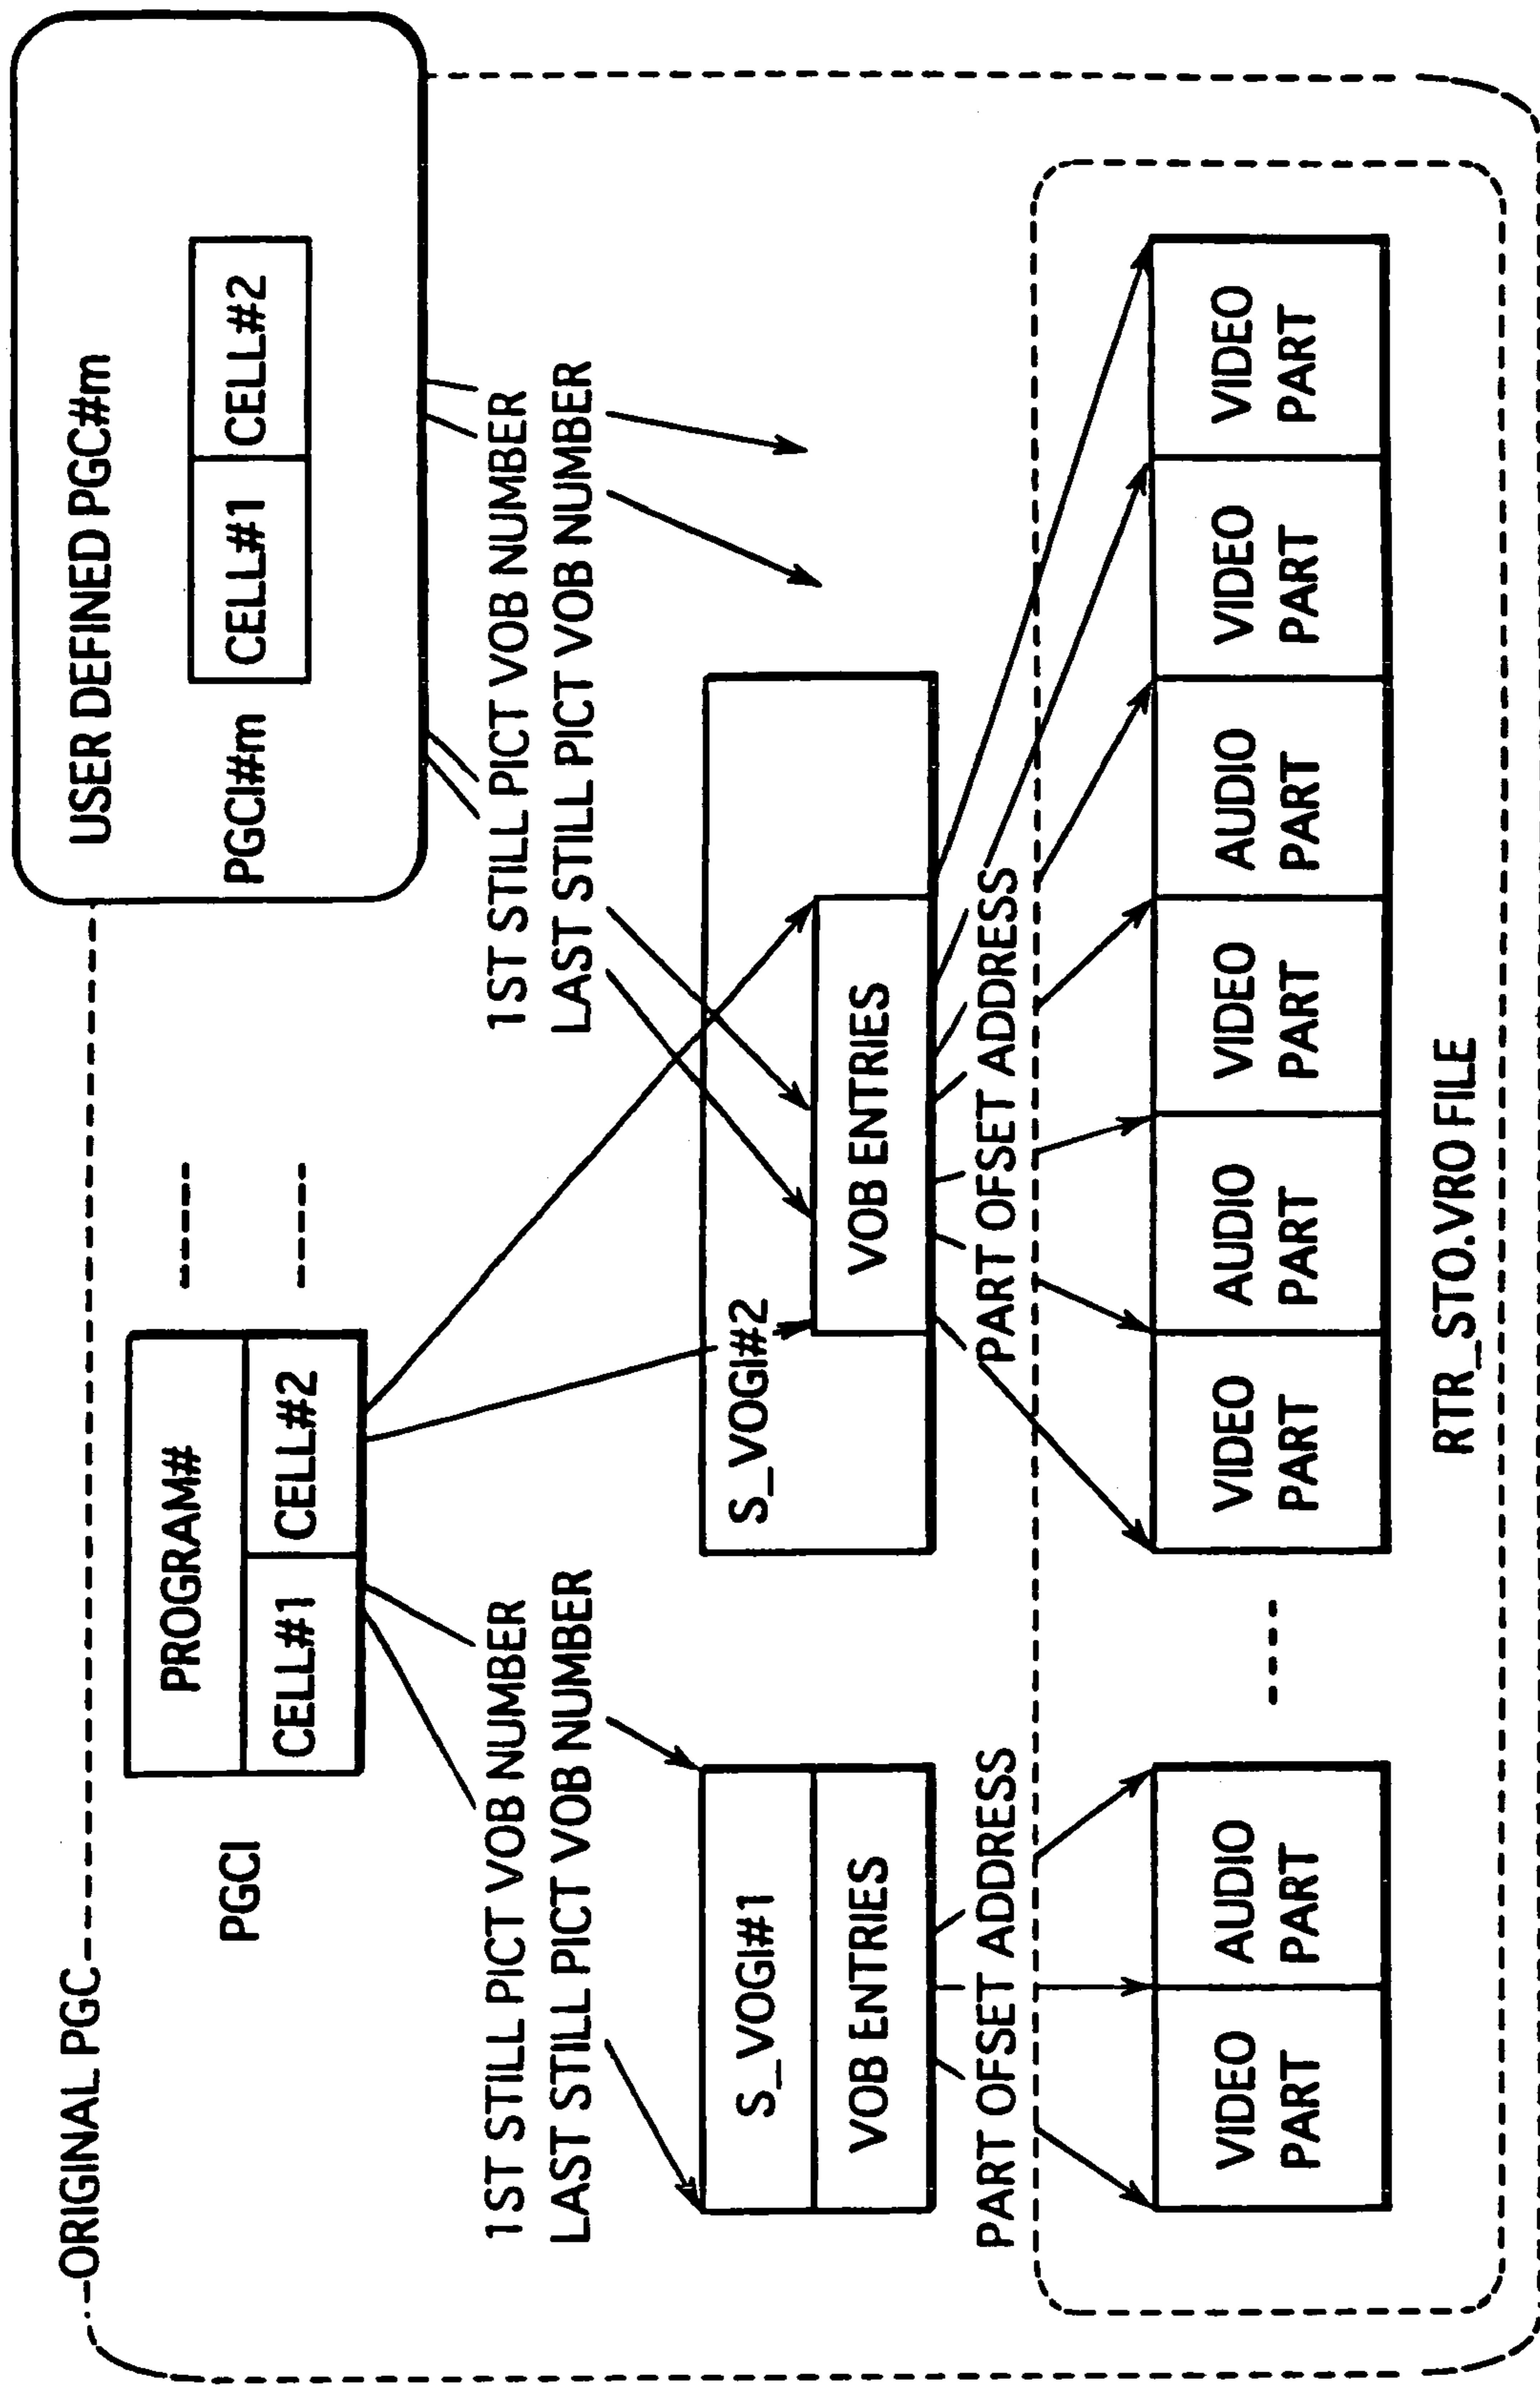 ORIGINAL PGC
USER DEFINED PGC#m
PGCI
PROGRAM#
CELL#1
CELL#2
PGCI#m
CELL#1
CELL#2
1ST STILL PICT VOB NUMBER
LAST STILL PICT VOB NUMBER
1ST STILL PICT VOB NUMBER
LAST STILL PICT VOB NUMBER
S_VOGI#1
VOB ENTRIES
S_VOGI#2
VOB ENTRIES
PART OFSET ADDRESS
PART OFSET ADDRESS
VIDEO
PART
AUDIO
PART
VIDEO
PART
AUDIO
PART
VIDEO
PART
AUDIO
PART
VIDEO
PART
VIDEO
PART
RTR_STO.VRO FILE